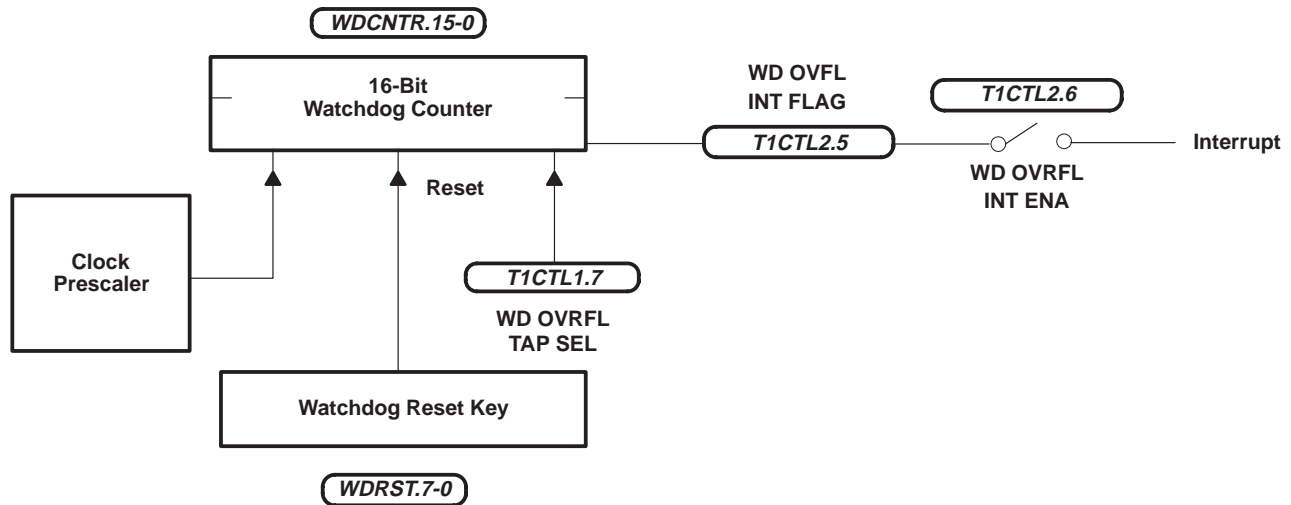 WDCNTR.15-0
16-Bit
Watchdog Counter
WD OVFL
INT FLAG
T1CTL2.5
T1CTL2.6
WD OVRFL
INT ENA
Interrupt
Clock
Prescaler
Reset
T1CTL1.7
WD OVRFL
TAP SEL
Watchdog Reset Key
WDRST.7-0